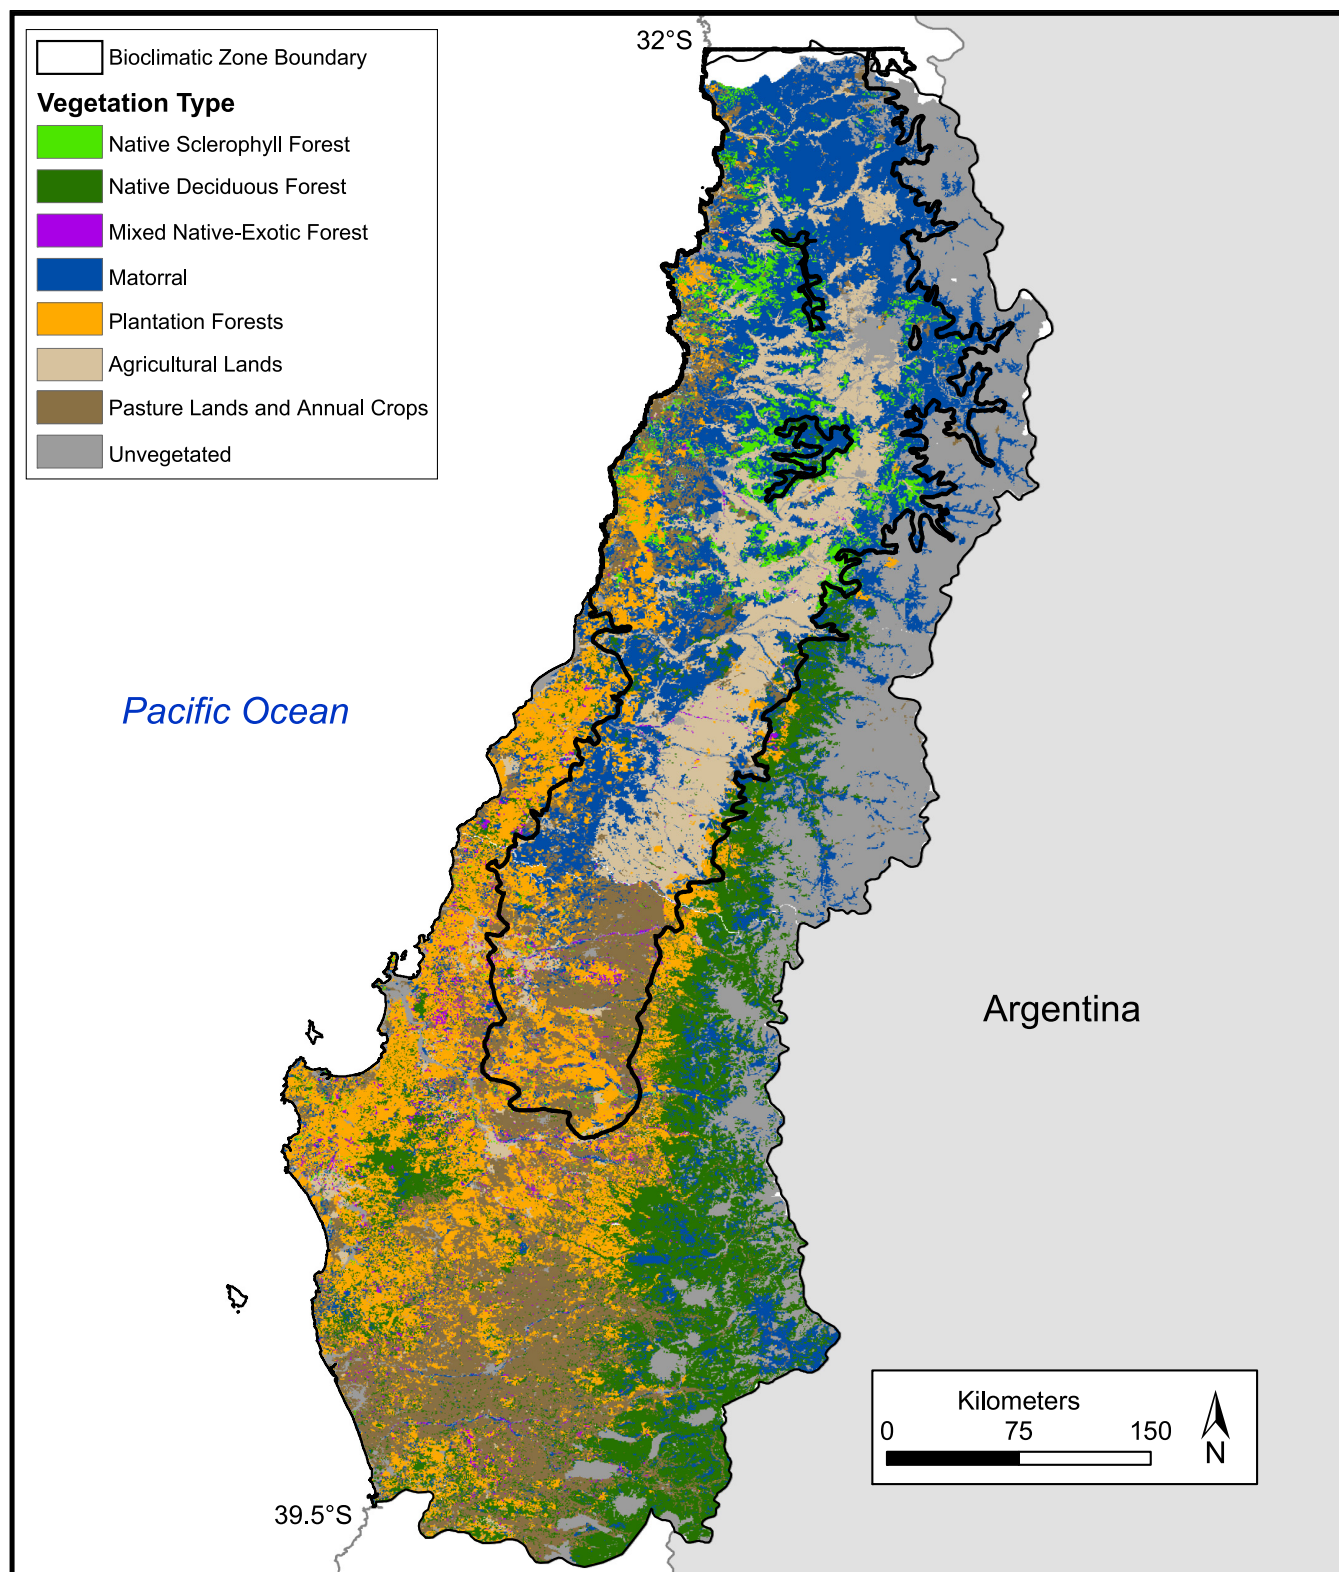 32°S
Bioclimatic Zone Boundary
Vegetation Type
Native Sclerophyll Forest
Native Deciduous Forest
Mixed Native-Exotic Forest
Matorral
Plantation Forests
Agricultural Lands
Pasture Lands and Annual Crops
Unvegetated
Pacific Ocean
Argentina
Kilometers
0 75 150
N
39.5°S